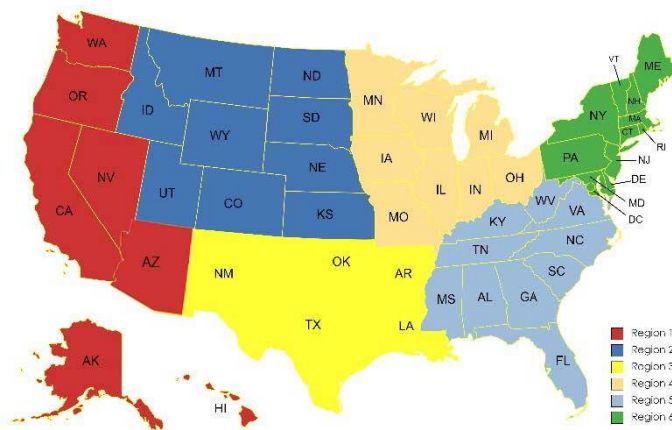 WA
MT
ND
OR
ID
SD
WY
NE
NV
UT
CO
KS
CA
AZ
MN
WI
MI
IA
IL
IN
OH
MO
NM
OK
AR
TX
LA
VT
ME
NH
NY
MA
CT
RI
PA
NJ
DE
MD
DC
WV
VA
KY
NC
TN
SC
MS
AL
GA
FL
AK
HI
Region 1
Region 2
Region 3
Region 4
Region 5
Region 6